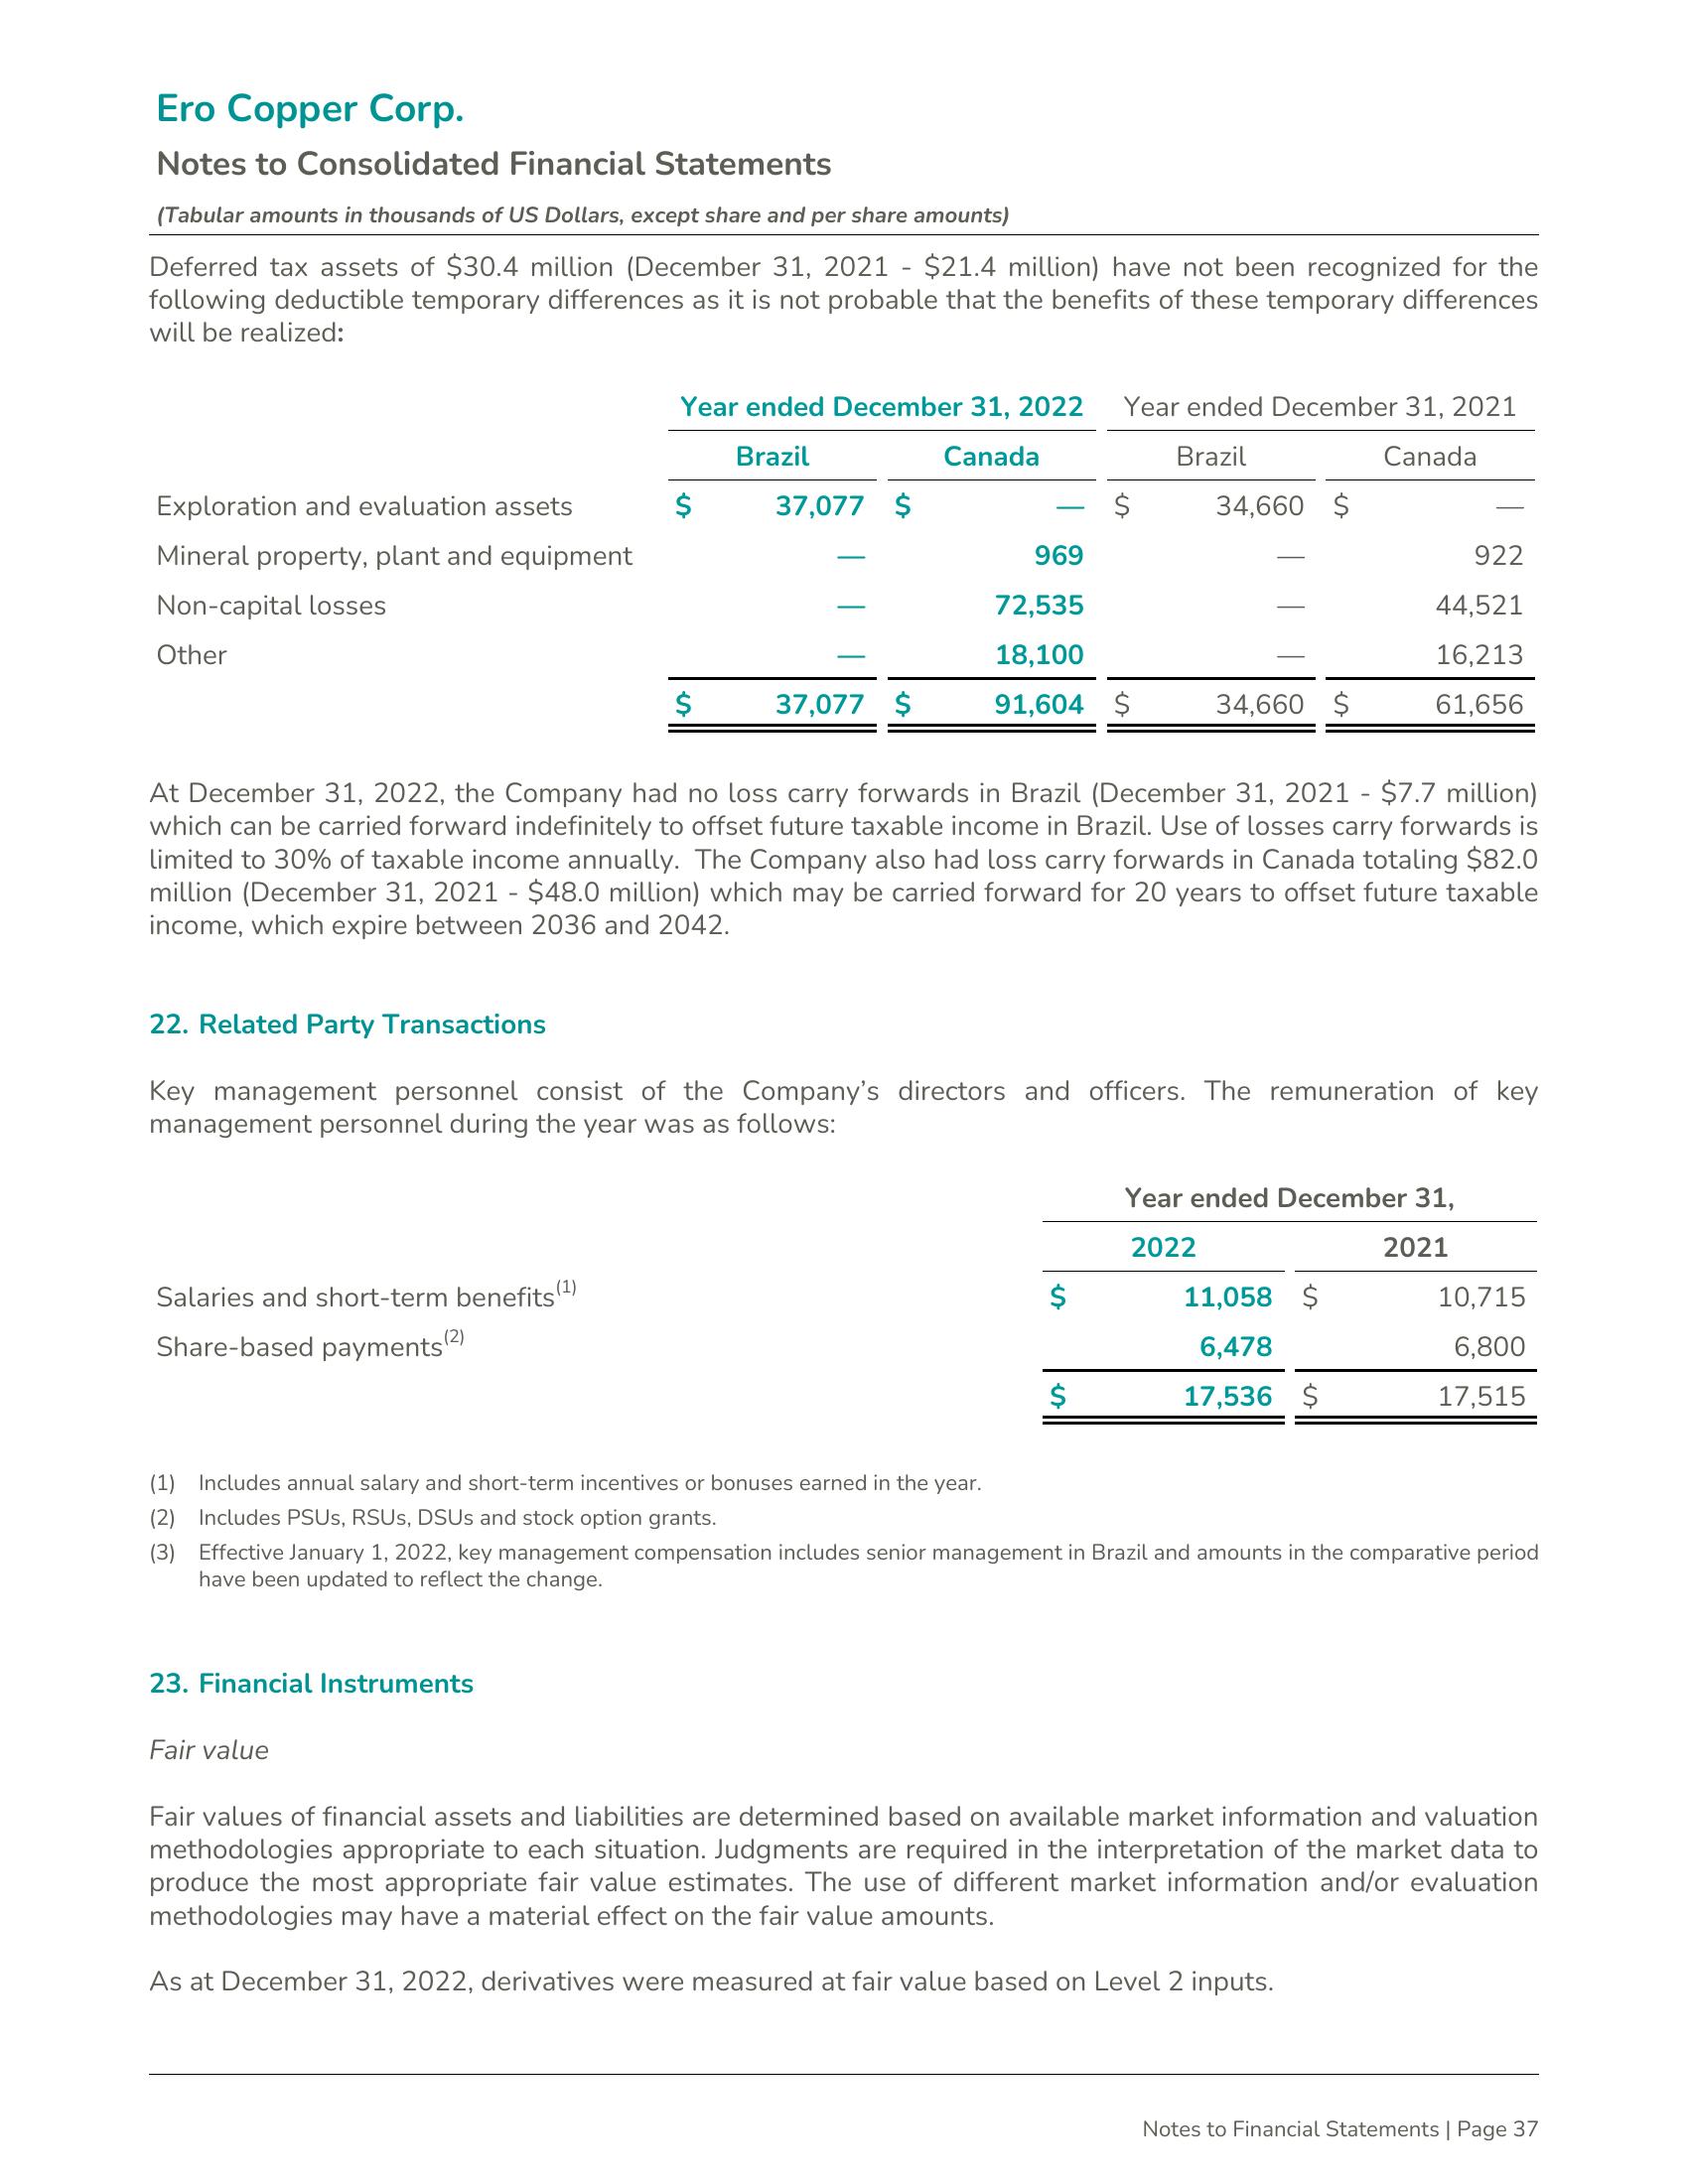 Ero Copper Corp.
Notes to Consolidated Financial Statements
(Tabular amounts in thousands of US Dollars, except share and per share amounts)
Deferred tax assets of $30.4 million (December 31, 2021 - $21.4 million) have not been recognized for the
following deductible temporary differences as it is not probable that the benefits of these temporary differences
will be realized:
Year ended December 31, 2022 Year ended December 31, 2021
Brazil Canada Brazil Canada
Exploration and evaluation assets $ 37,077 $ — $ 34,660 $ —
Mineral property, plant and equipment — 969 — 922
Non-capital losses — 72,535 — 44,521
Other — 18,100 — 16,213
$ 37,077 $ 91,604 $ 34,660 $ 61,656
At December 31, 2022, the Company had no loss carry forwards in Brazil (December 31, 2021 - $7.7 million)
which can be carried forward indefinitely to offset future taxable income in Brazil. Use of losses carry forwards is
limited to 30% of taxable income annually. The Company also had loss carry forwards in Canada totaling $82.0
million (December 31, 2021 - $48.0 million) which may be carried forward for 20 years to offset future taxable
income, which expire between 2036 and 2042.
22. Related Party Transactions
Key management personnel consist of the Company's directors and officers. The remuneration of key
management personnel during the year was as follows:
Year ended December 31,
2022 2021
Salaries and short-term benefits(1) $ 11,058 $ 10,715
Share-based payments(2) 6,478 6,800
$ 17,536 $ 17,515
(1) Includes annual salary and short-term incentives or bonuses earned in the year.
(2) Includes PSUs, RSUs, DSUs and stock option grants.
(3) Effective January 1, 2022, key management compensation includes senior management in Brazil and amounts in the comparative period
have been updated to reflect the change.
23. Financial Instruments
Fair value
Fair values of financial assets and liabilities are determined based on available market information and valuation
methodologies appropriate to each situation. Judgments are required in the interpretation of the market data to
produce the most appropriate fair value estimates. The use of different market information and/or evaluation
methodologies may have a material effect on the fair value amounts.
As at December 31, 2022, derivatives were measured at fair value based on Level 2 inputs.
Notes to Financial Statements | Page 37